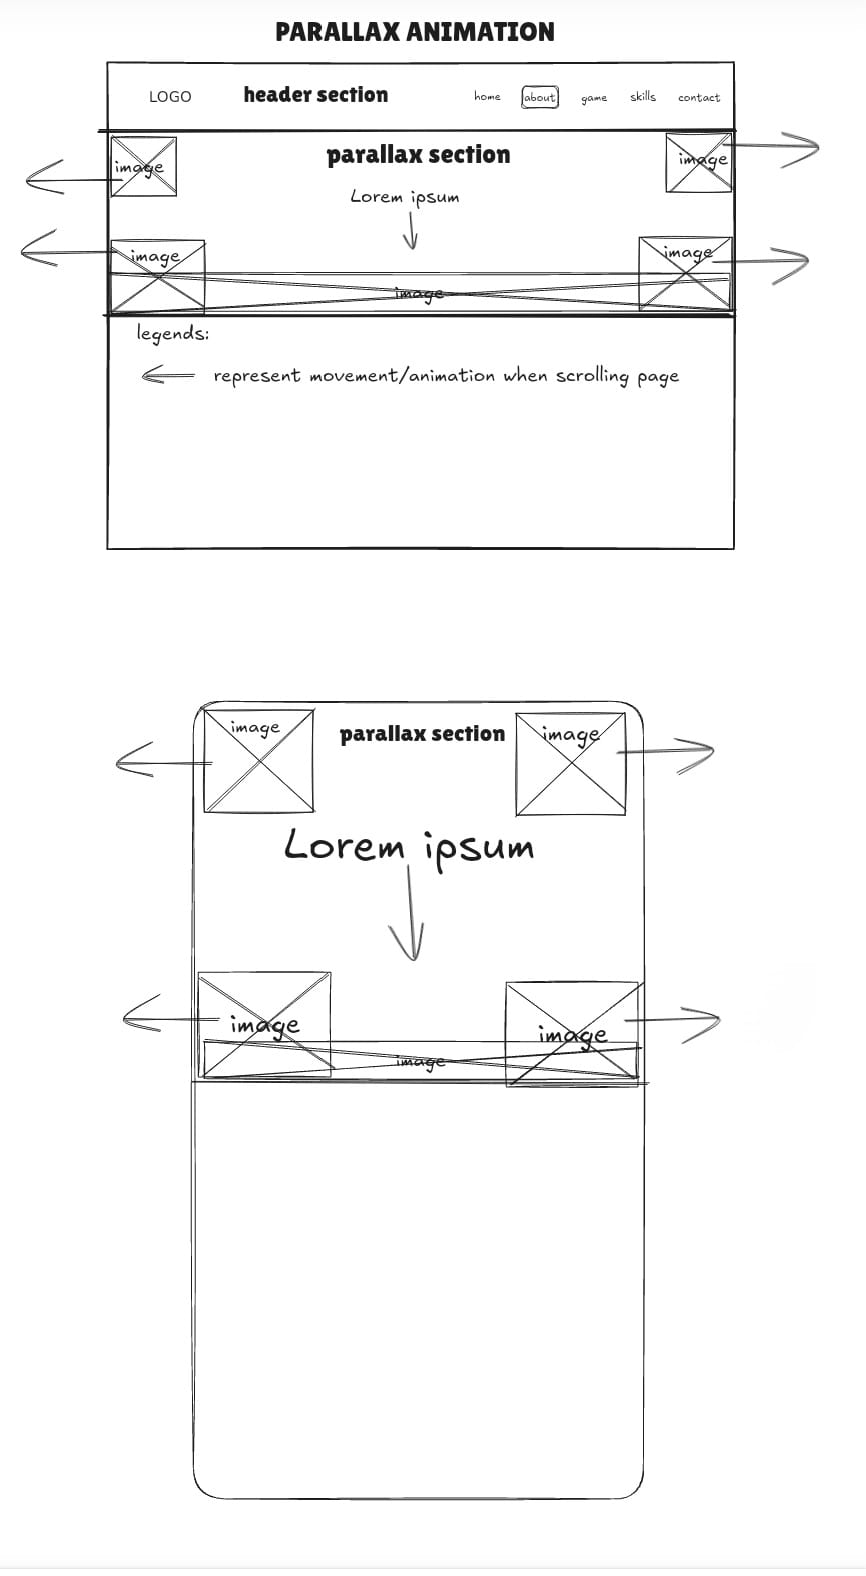 PARALLAX ANIMATION
LOGO header section home about game skills contact
image parallax section image
Lorem ipsum
image image
image
legends:
represent movement/animation when scrolling page
image parallax section image
Lorem ipsum
image image
image